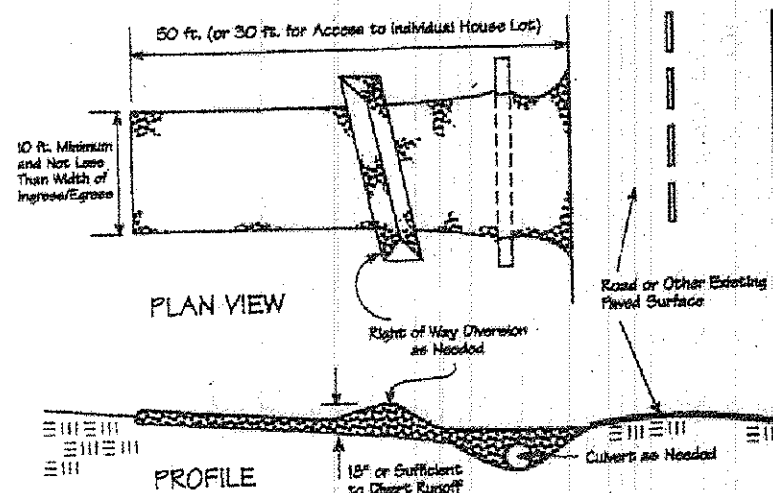 50 ft. (or 30 ft. for Access to Individual House Lot)
10 ft. Minimum
and Not Less
Than Width of
Ingress/Egress
PLAN VIEW
Right of Way Diversion
as Needed
Road or Other Existing
Paved Surface
18" or Sufficient
to Divert Runoff
Culvert as Needed
PROFILE